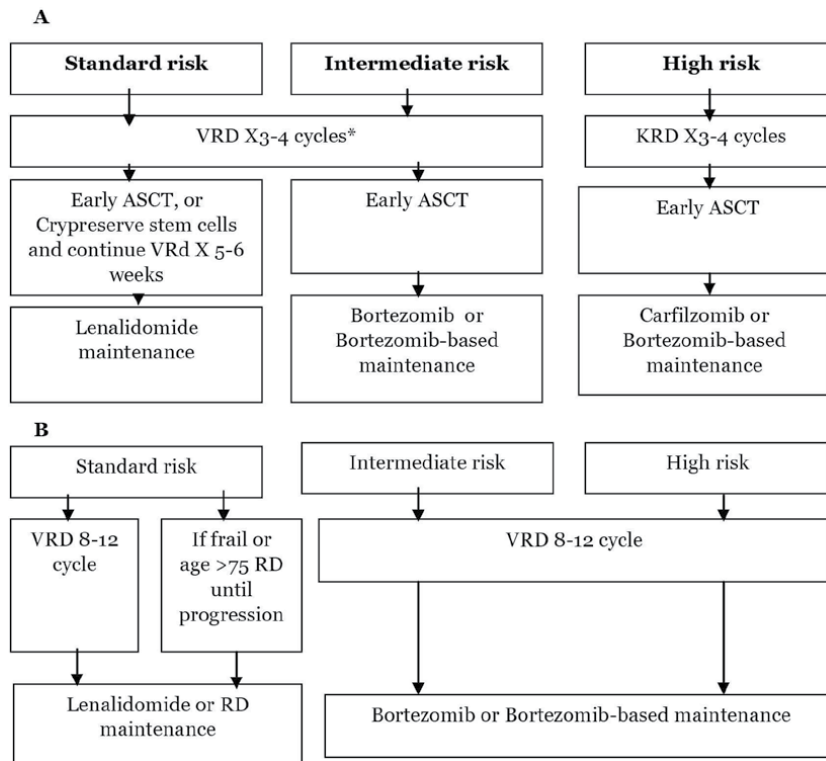 A
Standard risk
Intermediate risk
High risk
VRD X3-4 cycles*
KRD X3-4 cycles
Early ASCT, or
Crypreserve stem cells
and continue VRd X 5-6
weeks
Early ASCT
Early ASCT
Lenalidomide
maintenance
Bortezomib or
Bortezomib-based
maintenance
Carfilzomib or
Bortezomib-based
maintenance
B
Standard risk
Intermediate risk
High risk
VRD 8-12
cycle
If frail or
age >75 RD
until
progression
VRD 8-12 cycle
Lenalidomide or RD
maintenance
Bortezomib or Bortezomib-based maintenance